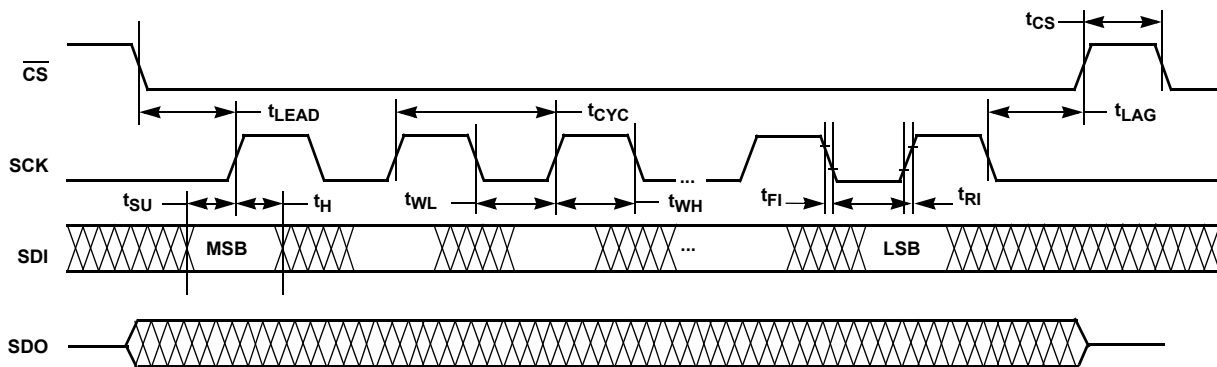 tCS
CS
tLEAD
tCYC
tLAG
SCK
...
tSU
tH
tWL
tWH
tFI
tRI
SDI
MSB
...
LSB
SDO